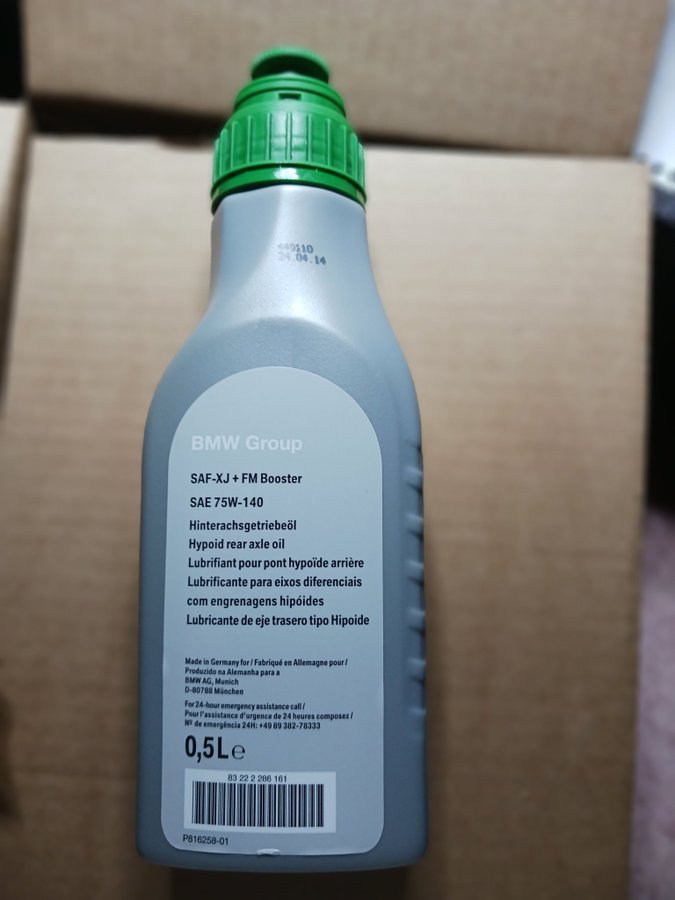 449110
24.04.14
BMW Group
SAF-XJ + FM Booster
SAE 75W-140
Hinterachsgetriebeöl
Hypoid rear axle oil
Lubrifiant pour pont hypoïde arrière
Lubrificante para eixos diferenciais
com engrenagens hipóides
Lubricante de eje trasero tipo Hipoide
Made in Germany for / Fabriqué en Allemagne pour /
Produzido na Alemanha para a
BMW AG, Munich
D-80788 München
For 24-hour emergency assistance call /
Pour l'assistance d'urgence de 24 heures composez /
Nº de emergência 24H: +49 89 382-78333
0,5L℮
83 22 2 286 161
P816258-01